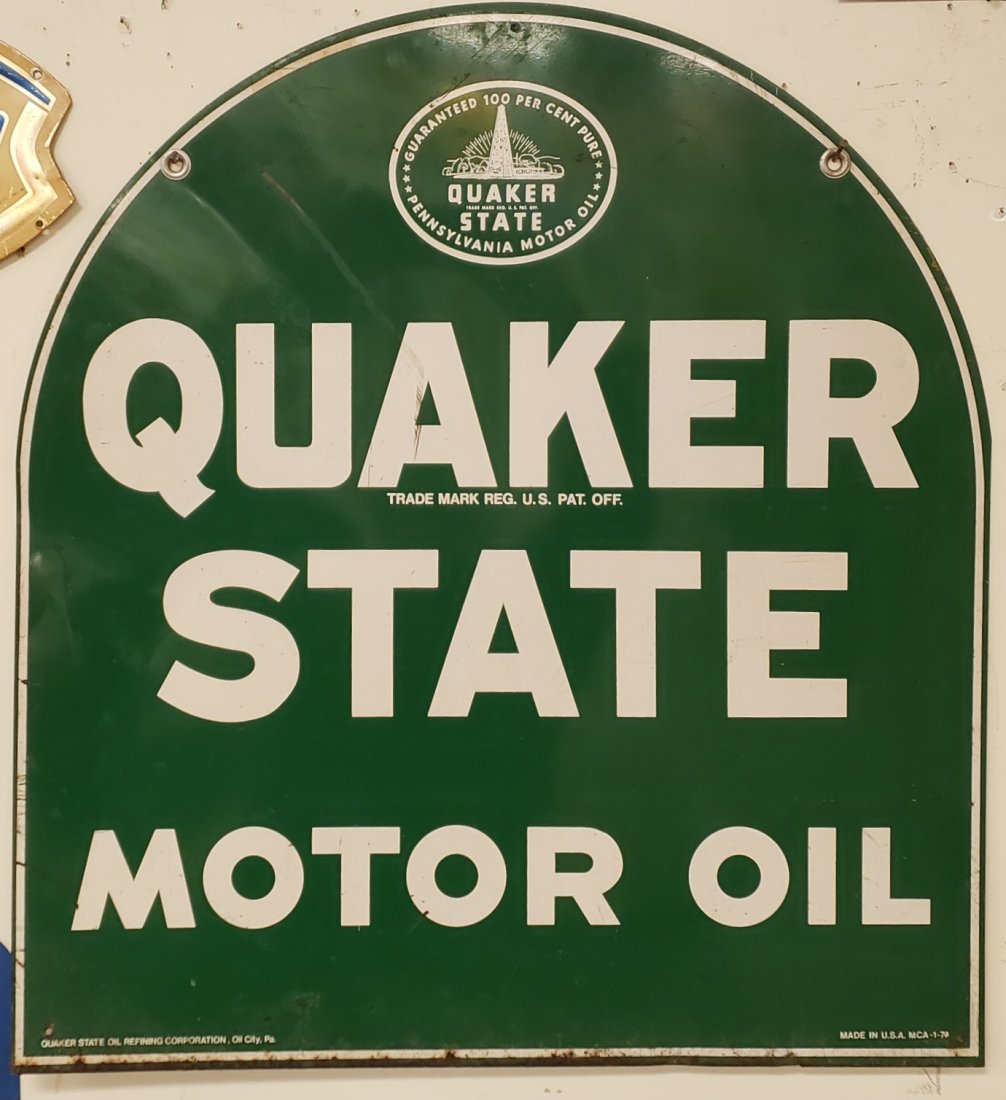 GUARANTEED 100 PER CENT PURE
QUAKER
TRADE MARK REG. U.S. PAT. OFF.
STATE
PENNSYLVANIA MOTOR OIL
QUAKER
TRADE MARK REG. U.S. PAT. OFF.
STATE
MOTOR OIL
QUAKER STATE OIL REFINING CORPORATION, Oil City, Pa.
MADE IN U.S.A. MCA-1-70